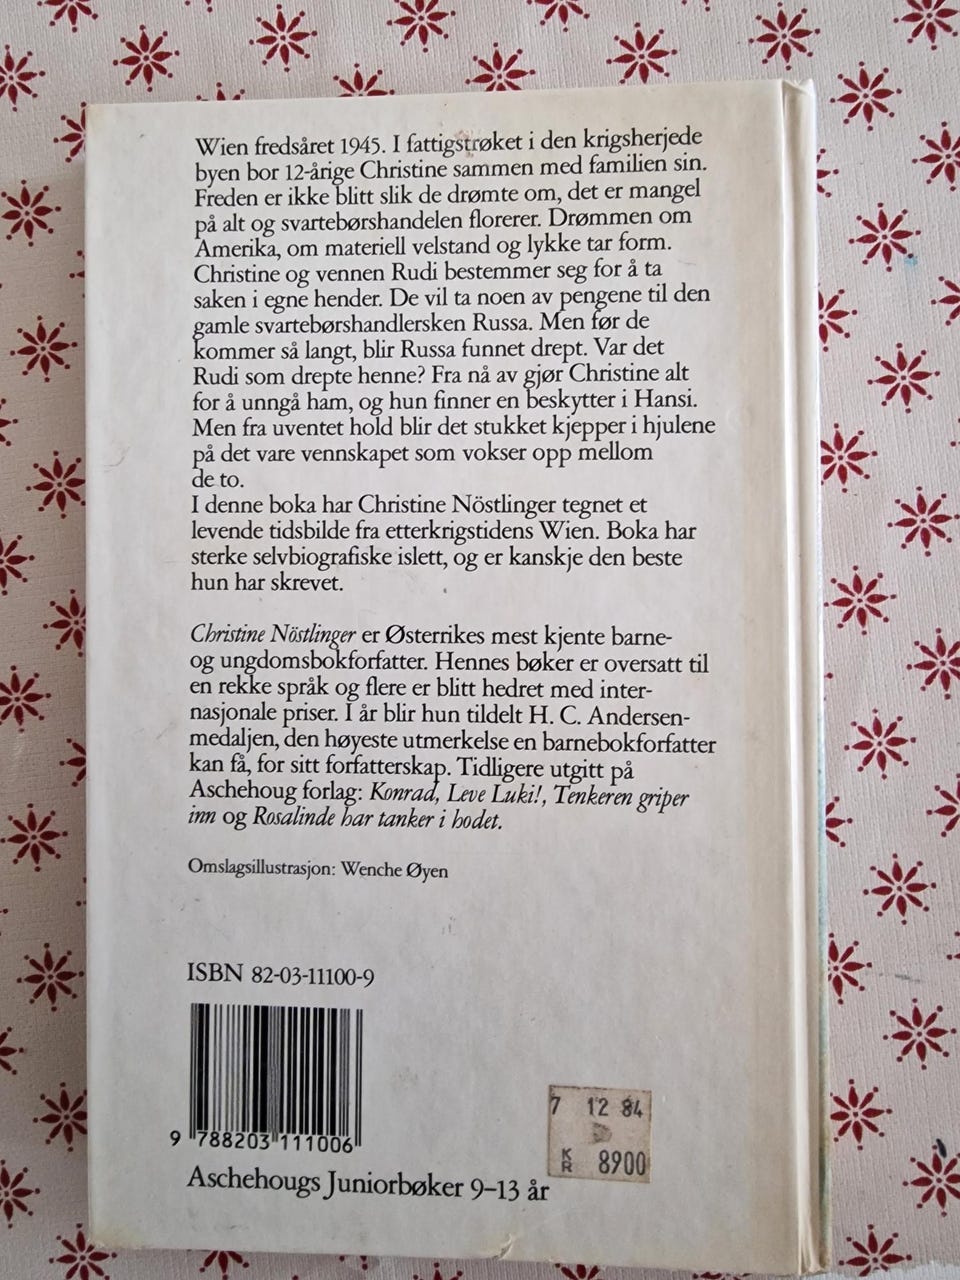 Wien fredsåret 1945. I fattigstrøket i den krigsherjede
byen bor 12-årige Christine sammen med familien sin.
Freden er ikke blitt slik de drømte om, det er mangel
på alt og svartebørshandelen florerer. Drømmen om
Amerika, om materiell velstand og lykke tar form.
Christine og vennen Rudi bestemmer seg for å ta
saken i egne hender. De vil ta noen av pengene til den
gamle svartebørshandlersken Russa. Men før de
kommer så langt, blir Russa funnet drept. Var det
Rudi som drepte henne? Fra nå av gjør Christine alt
for å unngå ham, og hun finner en beskytter i Hansi.
Men fra uventet hold blir det stukket kjepper i hjulene
på det vare vennskapet som vokser opp mellom
de to.
I denne boka har Christine Nöstlinger tegnet et
levende tidsbilde fra etterkrigstidens Wien. Boka har
sterke selvbiografiske islett, og er kanskje den beste
hun har skrevet.
Christine Nöstlinger er Østerrikes mest kjente barne-
og ungdomsbokforfatter. Hennes bøker er oversatt til
en rekke språk og flere er blitt hedret med inter-
nasjonale priser. I år blir hun tildelt H. C. Andersen-
medaljen, den høyeste utmerkelse en barnebokforfatter
kan få, for sitt forfatterskap. Tidligere utgitt på
Aschehoug forlag: Konrad, Leve Luki!, Tenkeren griper
inn og Rosalinde har tanker i hodet.
Omslagsillustrasjon: Wenche Øyen
ISBN 82-03-11100-9
9 788203 111006
7 12 84
KR 8900
Aschehougs Juniorbøker 9–13 år